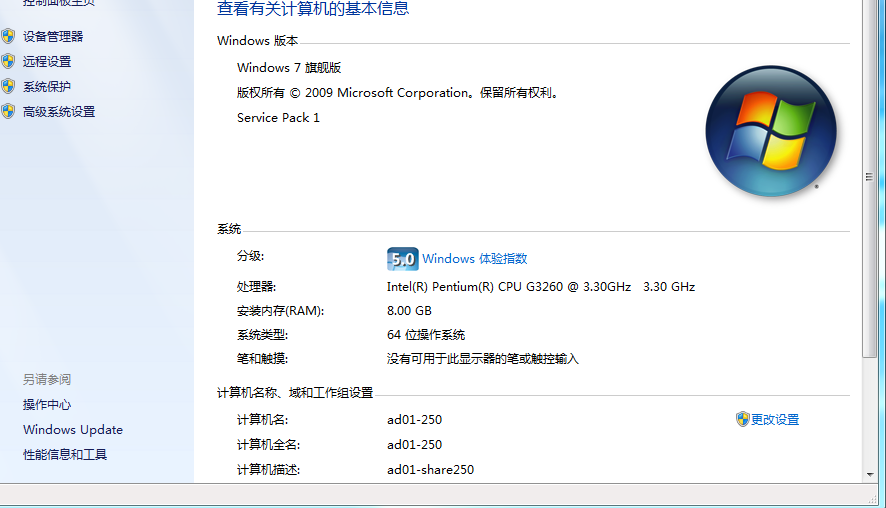 控制面板主页
设备管理器
远程设置
系统保护
高级系统设置
另请参阅
操作中心
Windows Update
性能信息和工具
查看有关计算机的基本信息
Windows 版本
Windows 7 旗舰版
版权所有 © 2009 Microsoft Corporation。保留所有权利。
Service Pack 1
系统
分级: 5.0 Windows 体验指数
处理器: Intel(R) Pentium(R) CPU G3260 @ 3.30GHz 3.30 GHz
安装内存(RAM): 8.00 GB
系统类型: 64 位操作系统
笔和触摸: 没有可用于此显示器的笔或触控输入
计算机名称、域和工作组设置
计算机名: ad01-250 更改设置
计算机全名: ad01-250
计算机描述: ad01-share250